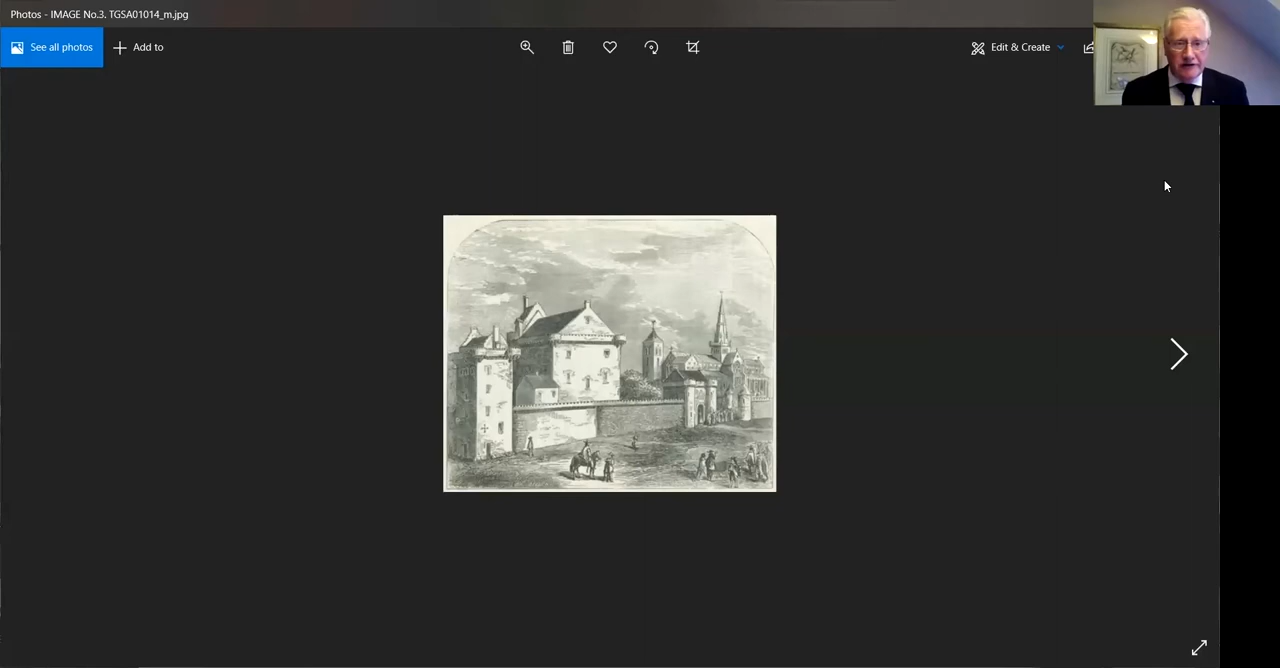 Photos - IMAGE No.3. TGSA01014_m.jpg
See all photos
Add to
Edit & Create